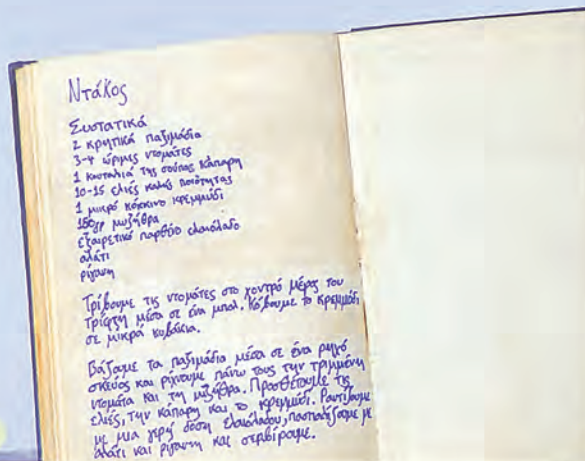 Ντάκος
Συστατικά
2 κρητικά παξιμάδια
3-4 ώριμες ντομάτες
1 κουταλιά της σούπας κάπαρη
10-15 ελιές καλής ποιότητας
1 μικρό κόκκινο κρεμμύδι
150γρ μυζήθρα
εξαιρετικό παρθένο ελαιόλαδο
αλάτι
ρίγανη
Τρίβουμε τις ντομάτες στο χοντρό μέρος του
τρίφτη μέσα σε ένα μπολ. Κόβουμε το κρεμμύδι
σε μικρά κυβάκια.
Βάζουμε τα παξιμάδια μέσα σε ένα ρηχό
σκεύος και ρίχνουμε πάνω τους την τριμμένη
ντομάτα και τη μυζήθρα. Προσθέτουμε τις
ελιές, την κάπαρη και το κρεμμύδι. Ραντίζουμε
με μια γερή δόση ελαιόλαδου, πασπαλίζουμε με
αλάτι και ρίγανη και σερβίρουμε.